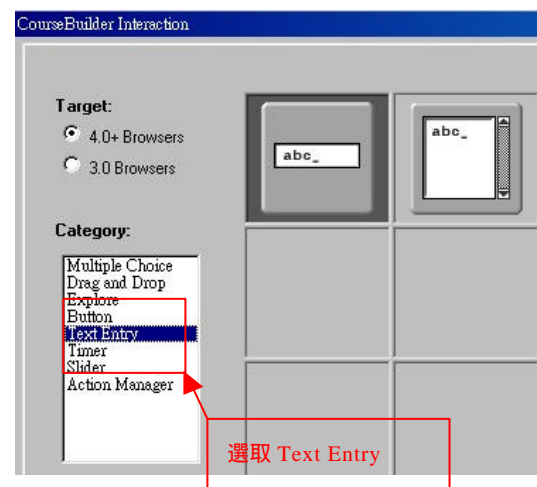 CourseBuilder Interaction
Target:
4.0+ Browsers
3.0 Browsers
abc_
abc_
Category:
Multiple Choice
Drag and Drop
Explore
Button
Text Entry
Timer
Slider
Action Manager
選取 Text Entry